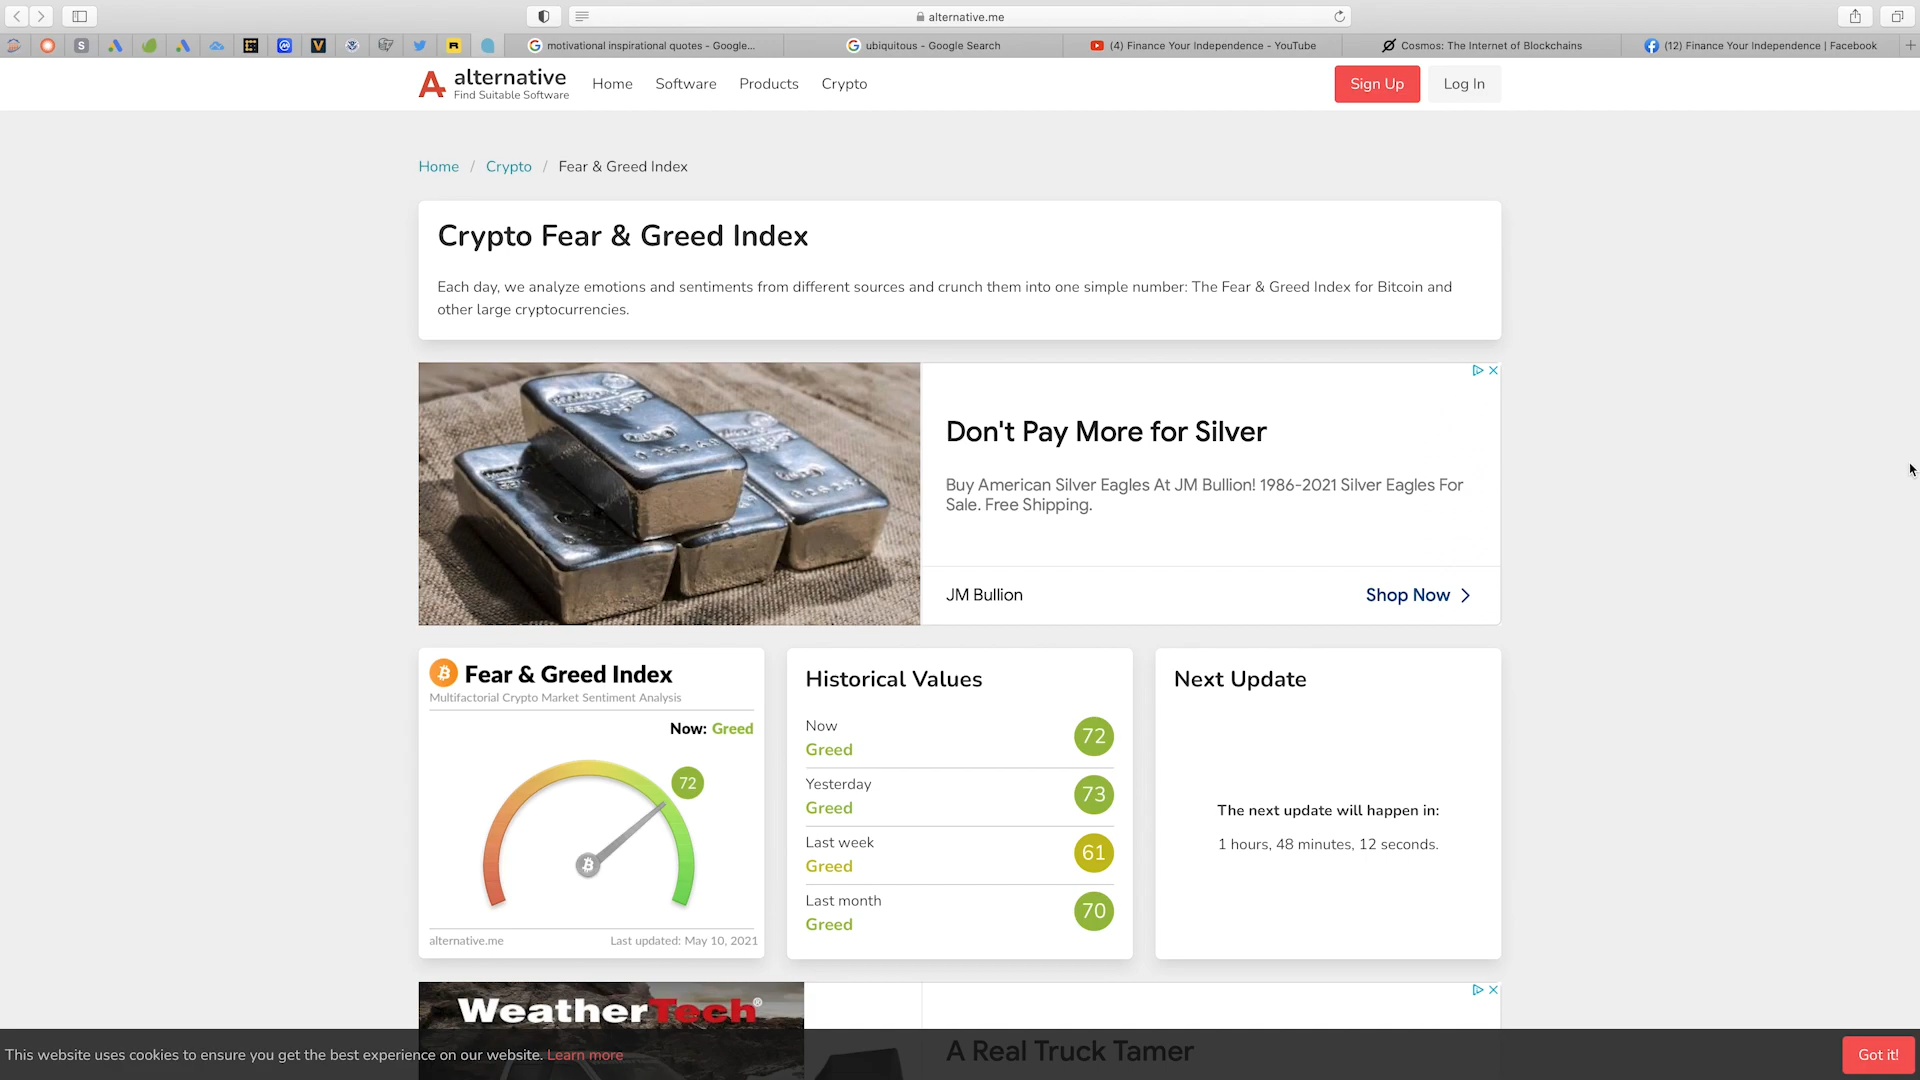 alternative.me
motivational inspirational quotes - Google...
ubiquitous - Google Search
(4) Finance Your Independence - YouTube
Cosmos: The Internet of Blockchains
(12) Finance Your Independence | Facebook
alternative
Find Suitable Software
Home
Software
Products
Crypto
Sign Up
Log In
Home / Crypto / Fear & Greed Index
Crypto Fear & Greed Index
Each day, we analyze emotions and sentiments from different sources and crunch them into one simple number: The Fear & Greed Index for Bitcoin and
other large cryptocurrencies.
Don't Pay More for Silver
Buy American Silver Eagles At JM Bullion! 1986-2021 Silver Eagles For
Sale. Free Shipping.
JM Bullion
Shop Now
Fear & Greed Index
Multifactorial Crypto Market Sentiment Analysis
Now: Greed
72
alternative.me
Last updated: May 10, 2021
Historical Values
Now
Greed
72
Yesterday
Greed
73
Last week
Greed
61
Last month
Greed
70
Next Update
The next update will happen in:
1 hours, 48 minutes, 12 seconds.
WeatherTech®
A Real Truck Tamer
This website uses cookies to ensure you get the best experience on our website. Learn more
Got it!